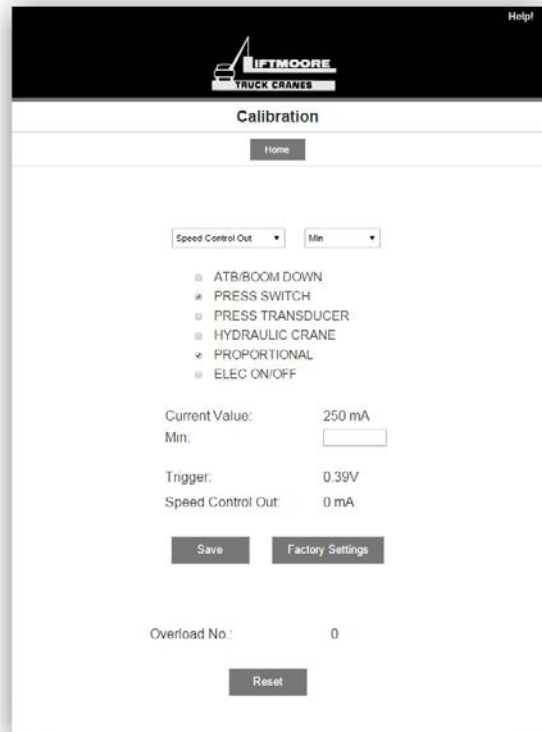 Help!
LIFTMOORE
TRUCK CRANES
Calibration
Home
Speed Control Out Min
ATB/BOOM DOWN
PRESS SWITCH
PRESS TRANSDUCER
HYDRAULIC CRANE
PROPORTIONAL
ELEC ON/OFF
Current Value: 250 mA
Min:
Trigger: 0.39V
Speed Control Out: 0 mA
Save Factory Settings
Overload No.: 0
Reset